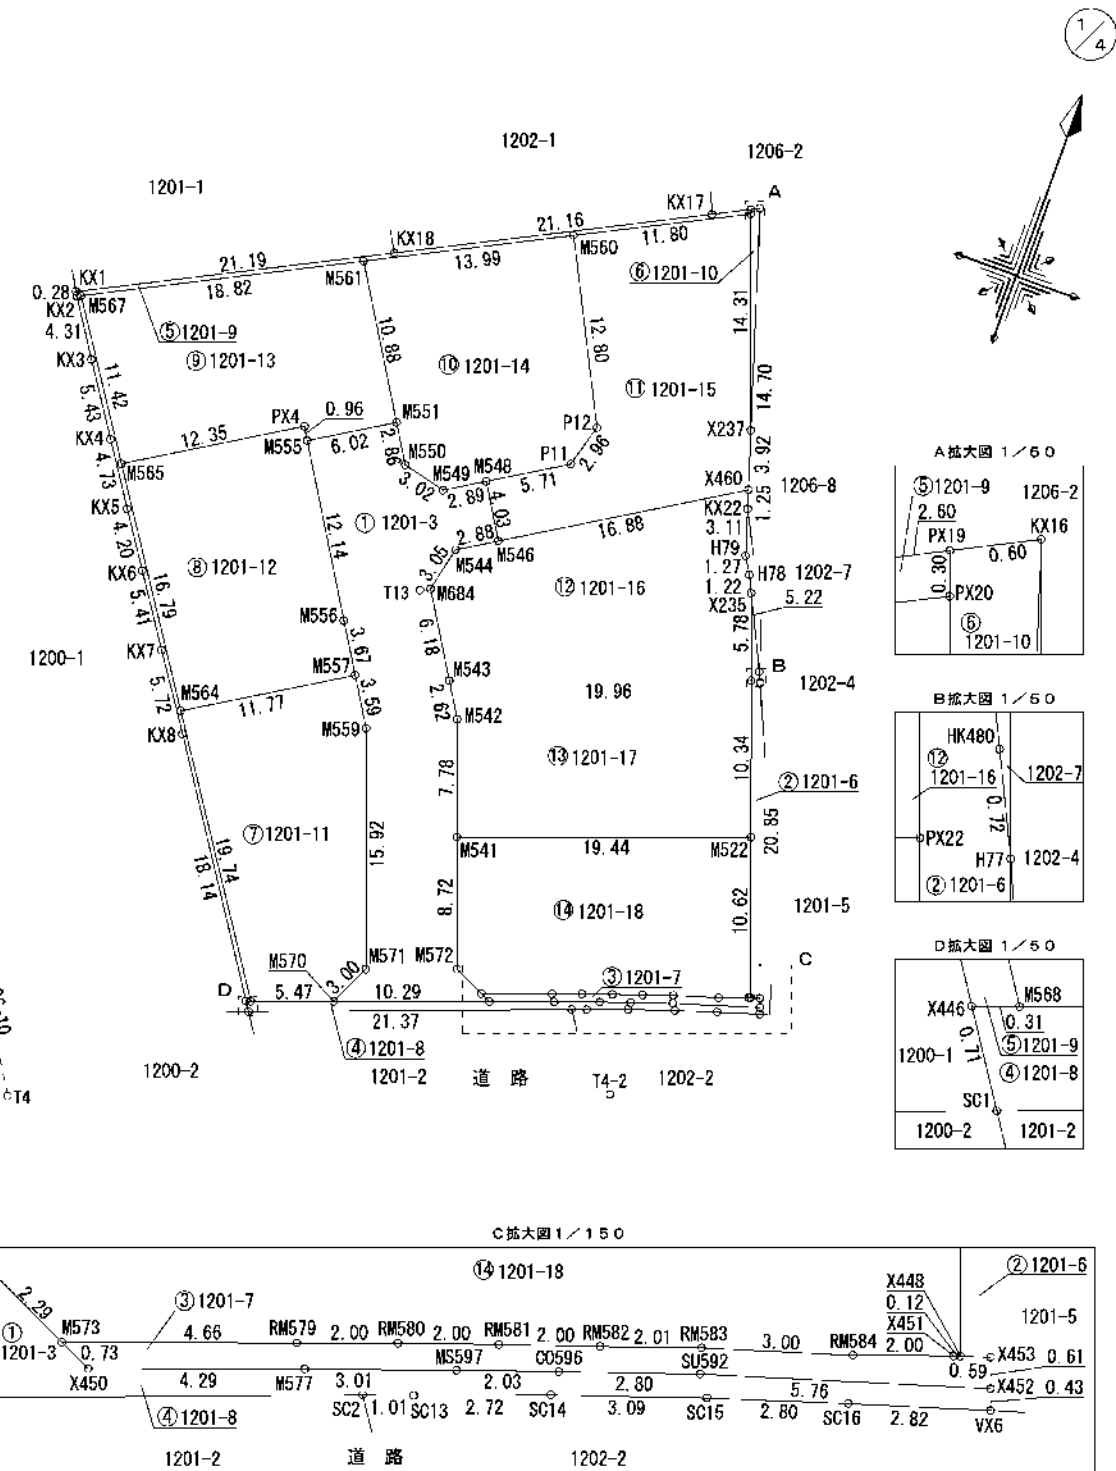 1/4
1202-1
1206-2
1201-1
A
KX17
KX18
21.16
M560
11.80
KX1
21.19
M561
13.99
⑥1201-10
0.28
KX2
M567
18.82
14.31
4.31
⑤1201-9
10.88
12.80
KX3
⑨1201-13
⑩1201-14
11.42
⑪1201-15
5.43
14.70
PX4
0.96
M551
P12
X237
KX4
M555
12.35
6.02
2.86
M550
P11
2.96
3.92
M565
M549
M548
4.73
3.02
2.89
5.71
X460
1206-8
KX5
4.03
1.25
①1201-3
16.88
KX22
12.14
2.88
M546
3.11
4.20
3.05
M544
H79
KX6
⑧1201-12
1.27
H78
1202-7
T13
M684
⑫1201-16
1.22
16.79
X235
5.22
5.41
M556
6.18
5.78
KX7
3.67
1200-1
M557
M543
B
5.72
M564
11.77
3.59
2.62
19.96
1202-4
KX8
M559
M542
⑬1201-17
10.34
7.78
②1201-6
⑦1201-11
15.92
M541
19.44
M522
20.85
19.74
18.14
8.72
⑭1201-18
10.62
1201-5
M570
M571
M572
C
3.00
③1201-7
D
5.47
10.29
21.37
④1201-8
1200-2
1201-2
道 路
T4-2
1202-2
T4
A拡大図 1/50
⑤1201-9
1206-2
2.60
KX16
PX19
0.60
0.30
PX20
⑥
1201-10
B拡大図 1/50
HK480
⑫
1201-16
1202-7
0.72
PX22
H77
1202-4
②1201-6
D拡大図 1/50
X446
M568
0.31
0.71
⑤1201-9
1200-1
④1201-8
SC1
1200-2
1201-2
C拡大図1/150
⑭1201-18
②1201-6
2.29
③1201-7
X448
0.12
1201-5
①
M573
4.66
RM579
2.00
RM580
2.00
RM581
2.00
RM582
2.01
RM583
3.00
RM584
2.00
X451
1201-3
0.73
MS597
CO596
SU592
0.59
X453
0.61
X450
4.29
M577
3.01
2.03
2.80
5.76
X452
0.43
④1201-8
SC2
1.01
SC13
2.72
SC14
3.09
SC15
2.80
SC16
2.82
VX6
1201-2
道 路
1202-2